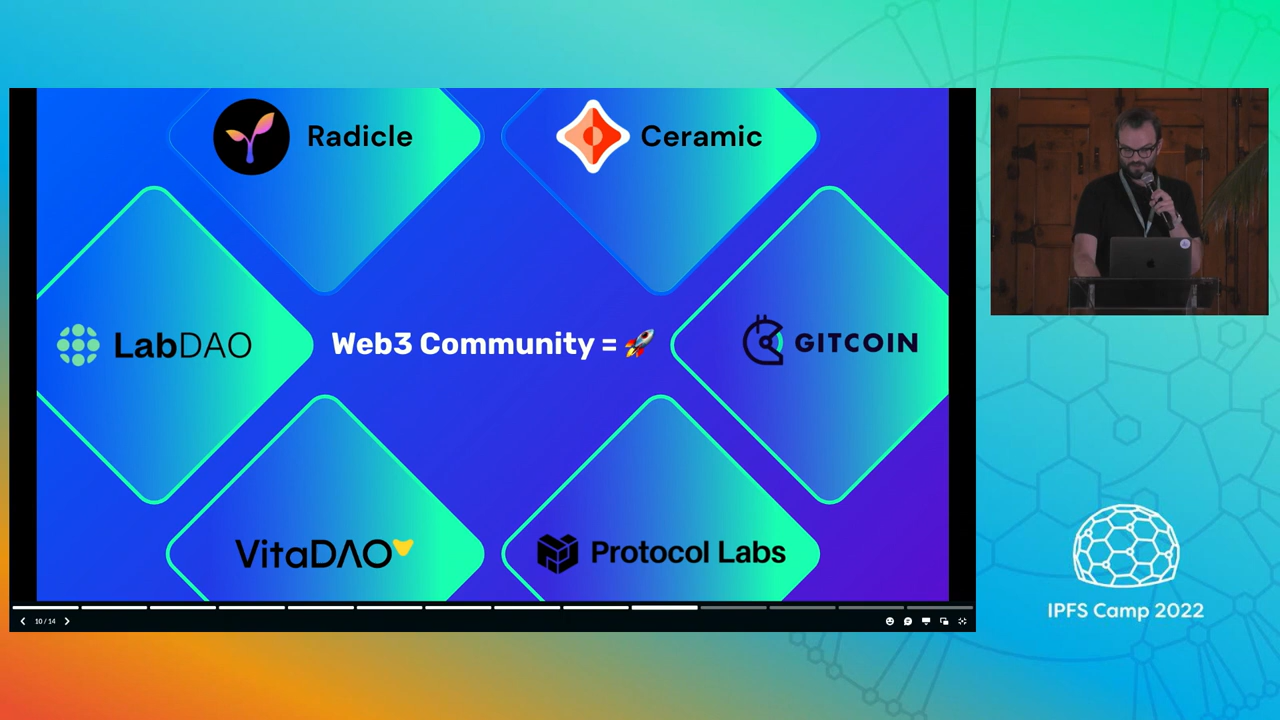 Radicle
Ceramic
LabDAO
Web3 Community = 🚀
GITCOIN
VitaDAO
Protocol Labs
10 / 14
IPFS Camp 2022